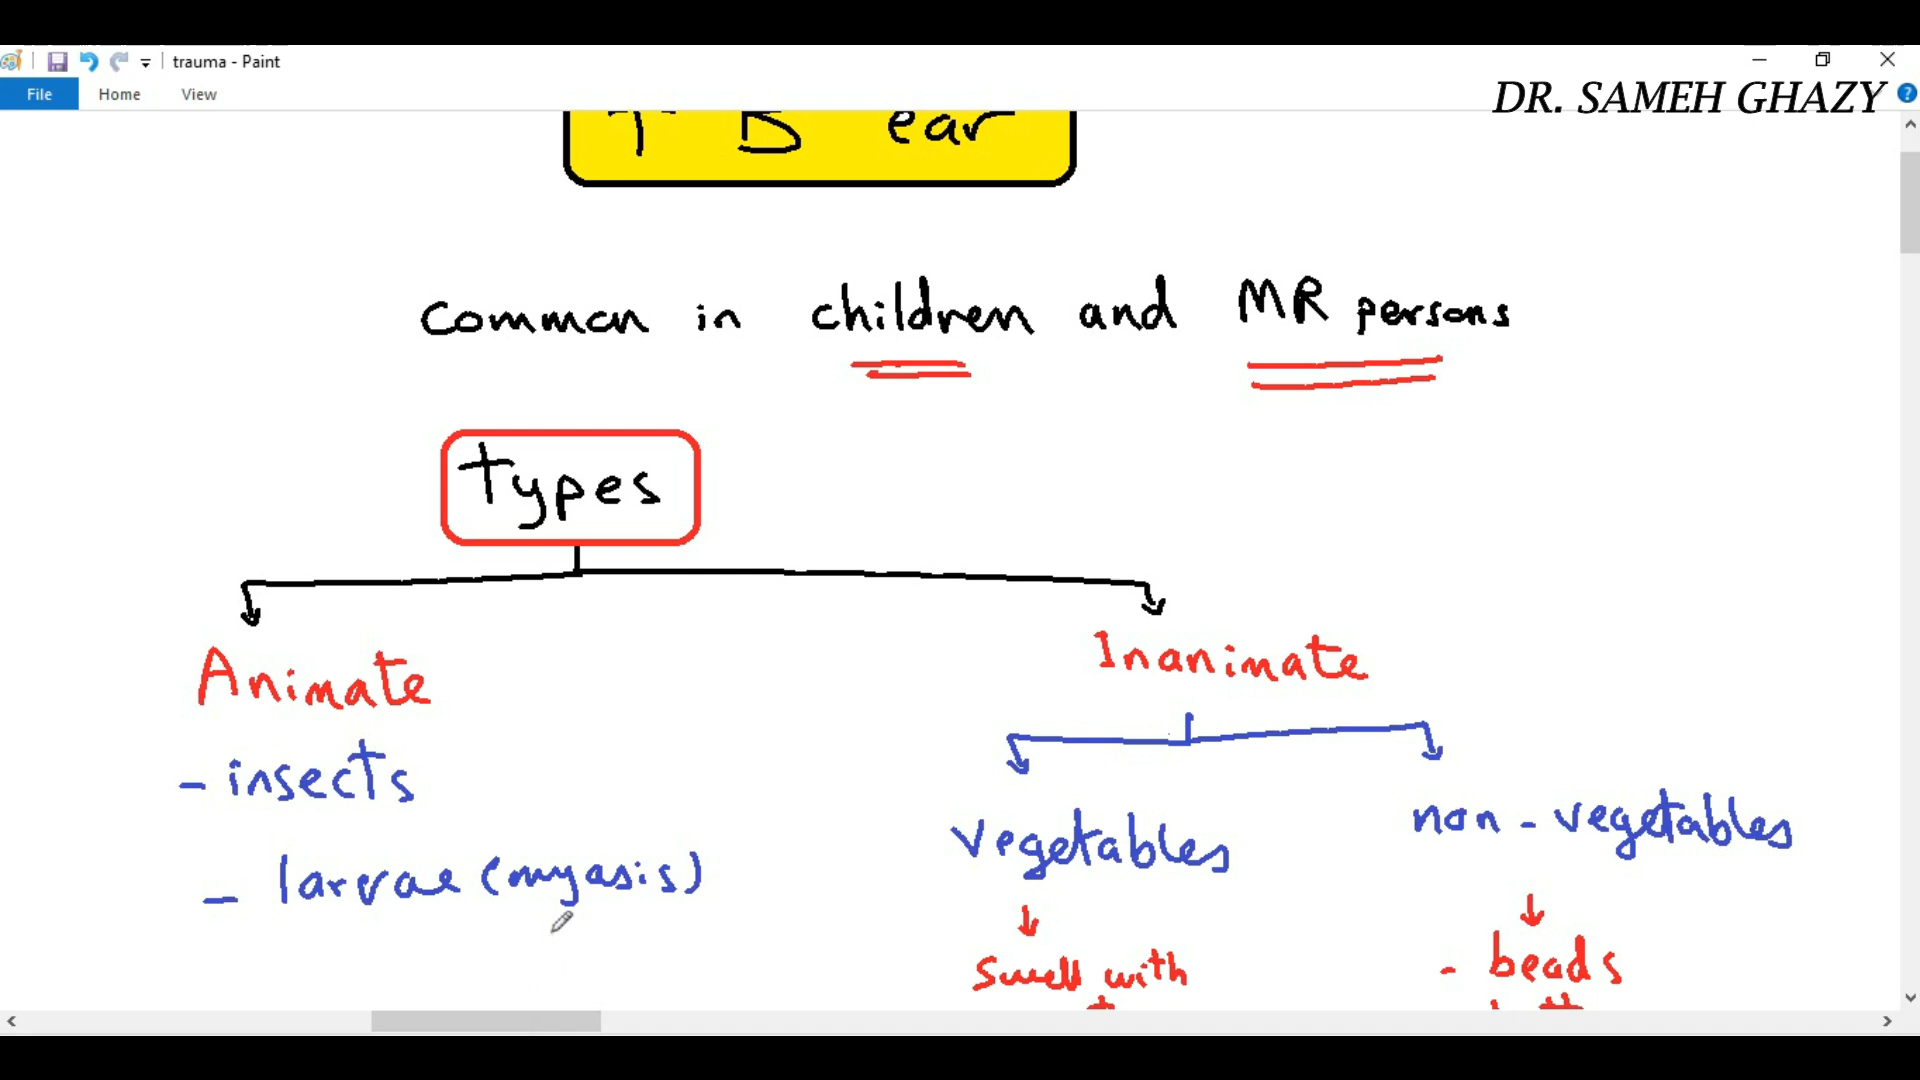 trauma - Paint
File Home View
DR. SAMEH GHAZY
ear
common in children and MR persons
types
Animate
- insects
- larvae (myasis)
Inanimate
vegetables
swell with
non-vegetables
- beads